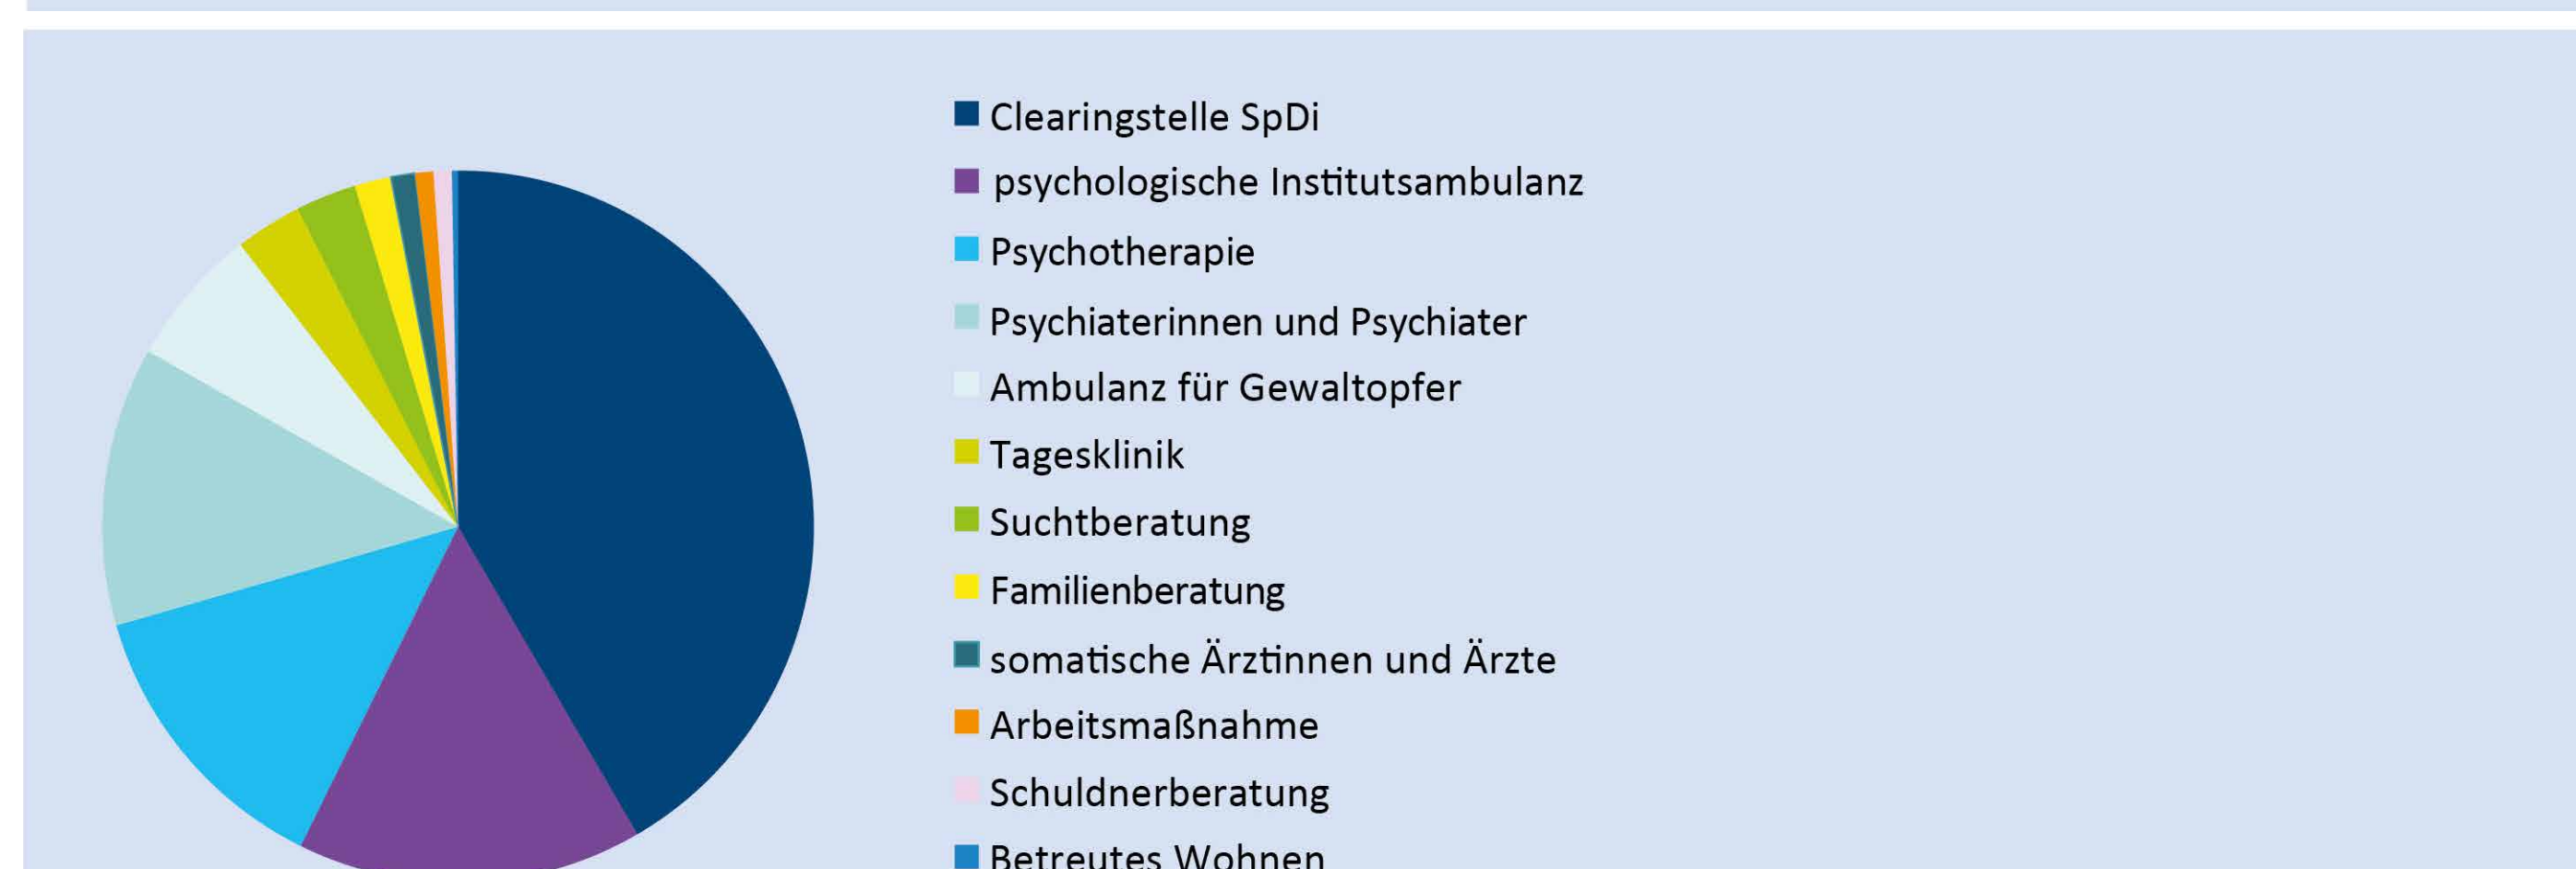 Clearingstelle SpDi
psychologische Institutsambulanz
Psychotherapie
Psychiaterinnen und Psychiater
Ambulanz für Gewaltopfer
Tagesklinik
Suchtberatung
Familienberatung
somatische Ärztinnen und Ärzte
Arbeitsmaßnahme
Schuldnerberatung
Betreutes Wohnen